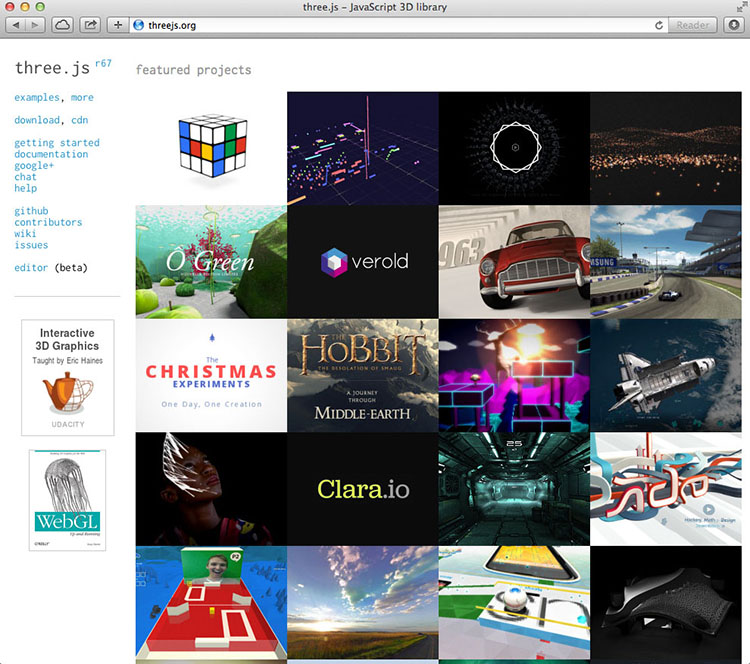 three.js – JavaScript 3D library
threejs.org
Reader
three.js r67
featured projects
examples, more
download, cdn
getting started
documentation
google+
chat
help
github
contributors
wiki
issues
editor (beta)
Interactive
3D Graphics
Taught by Eric Haines
UDACITY
WebGL
Up and Running
O'REILLY
Ô Green
verold
963
SAMSUNG
The
CHRISTMAS
EXPERIMENTS
One Day, One Creation
THE
HOBBIT
THE DESOLATION OF SMAUG
A JOURNEY
THROUGH
MIDDLE-EARTH
Clara.io
25
#2